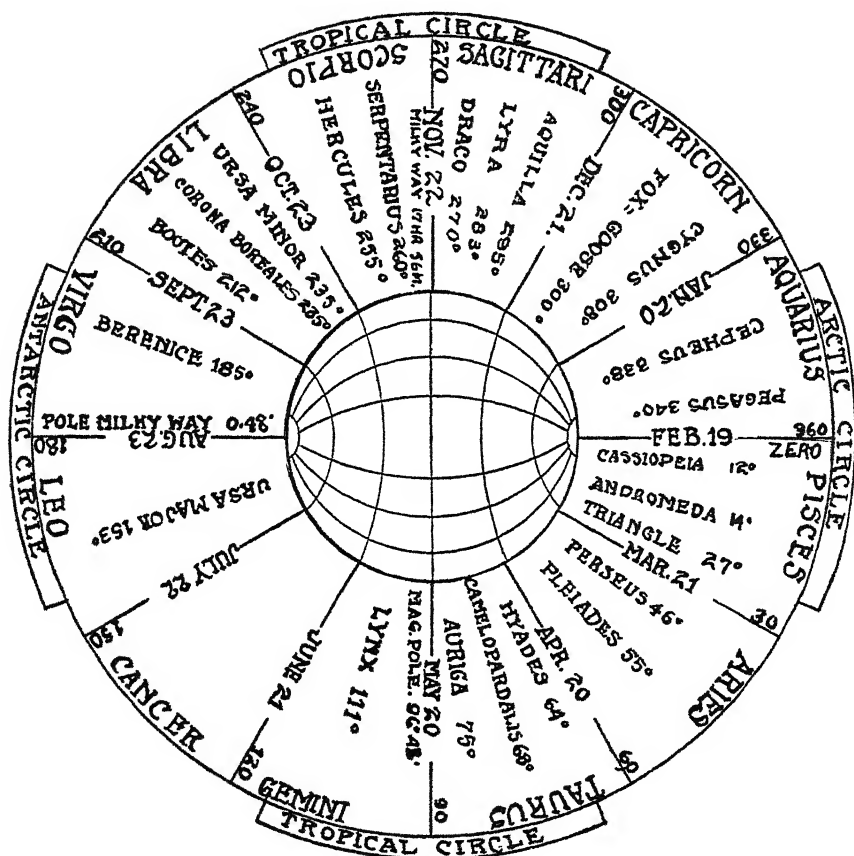 TROPICAL CIRCLE
SCORPIO
270
SAGITTARI
300
CAPRICORN
330
AQUARIUS
ARCTIC CIRCLE
360
ZERO
PISCES
30
ARIES
60
TAURUS
90
TROPICAL CIRCLE
GEMINI
120
CANCER
150
LEO
180
ANTARCTIC CIRCLE
VIRGO
210
LIBRA
240
OCT. 23
HERCULES 255°
SERPENTARIUS 260°
MILKY WAY 17HR 56M.
NOV. 22
DRACO 270°
LYRA 283°
AQUILLA 295°
DEC. 21.
FOX = GOOSE 300°
CYGNUS 308°
JAN. 20
CEPHEUS 338°
PEGASUS 340°
FEB. 19
CASSIOPEIA 12°
ANDROMEDA 14°
TRIANGLE 27°
MAR. 21
PERSEUS 46°
PLEIADES 55°
APR. 20
HYADES 64°
CAMELOPARDALIS 68°
AURIGA 75°
MAY 20
MAG. POLE. 96°48'
LYNX 111°
JUNE 21
JULY 22
URSA MAJOR 153°
AUG. 23
POLE MILKY WAY 0.48'
BERENICE 185°
SEPT. 23
BOOTES 212°
CORONA BOREALES 235°
URSA MINOR 235°